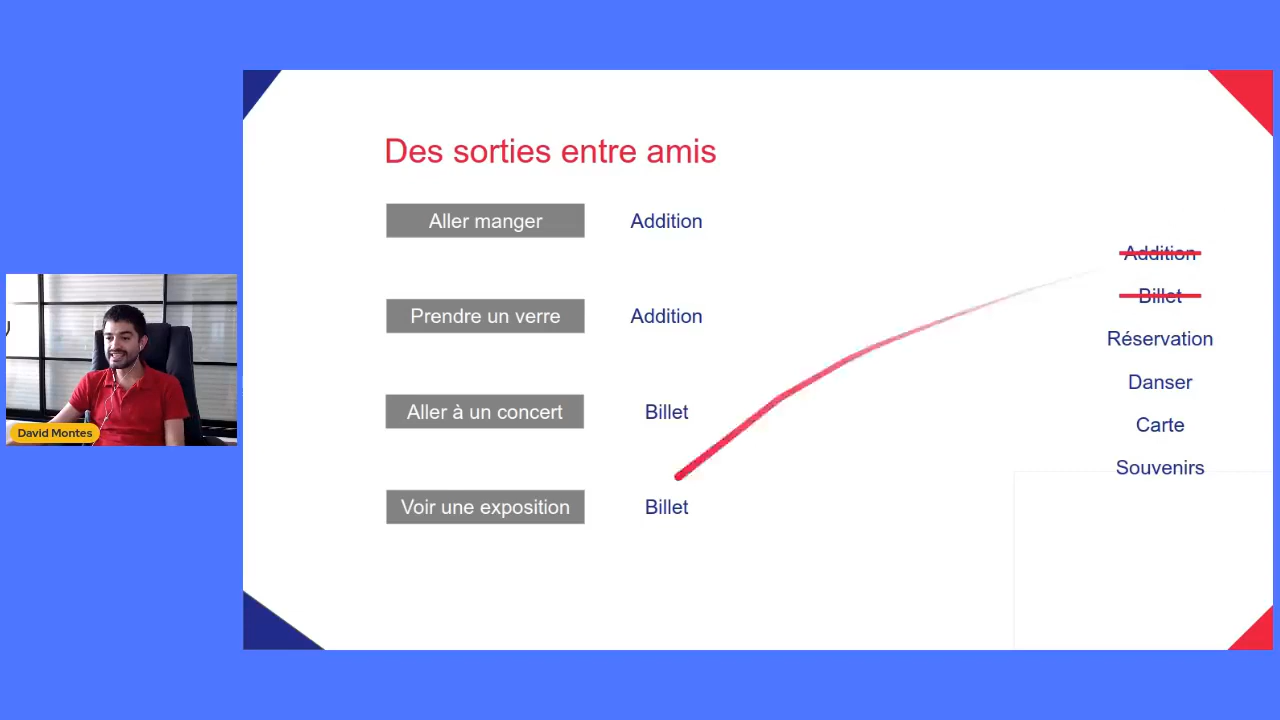 Des sorties entre amis
Aller manger
Addition
Prendre un verre
Addition
Aller à un concert
Billet
Voir une exposition
Billet
Addition
Billet
Réservation
Danser
Carte
Souvenirs
David Montes